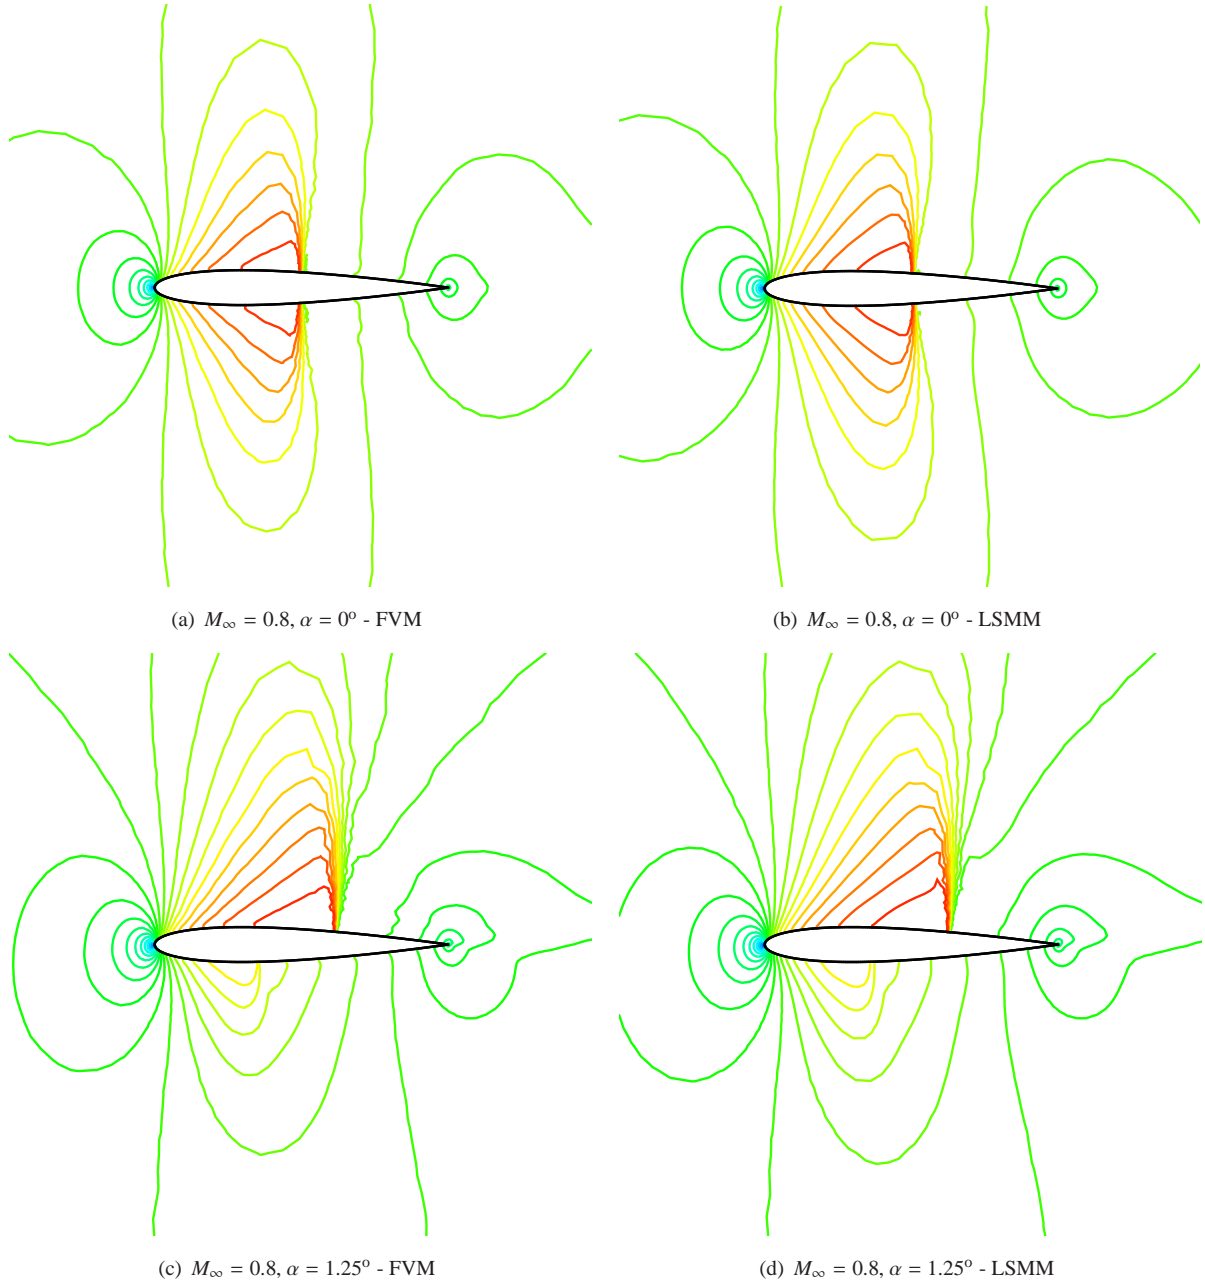 (a) M∞ = 0.8, α = 0° - FVM
(b) M∞ = 0.8, α = 0° - LSMM
(c) M∞ = 0.8, α = 1.25° - FVM
(d) M∞ = 0.8, α = 1.25° - LSMM